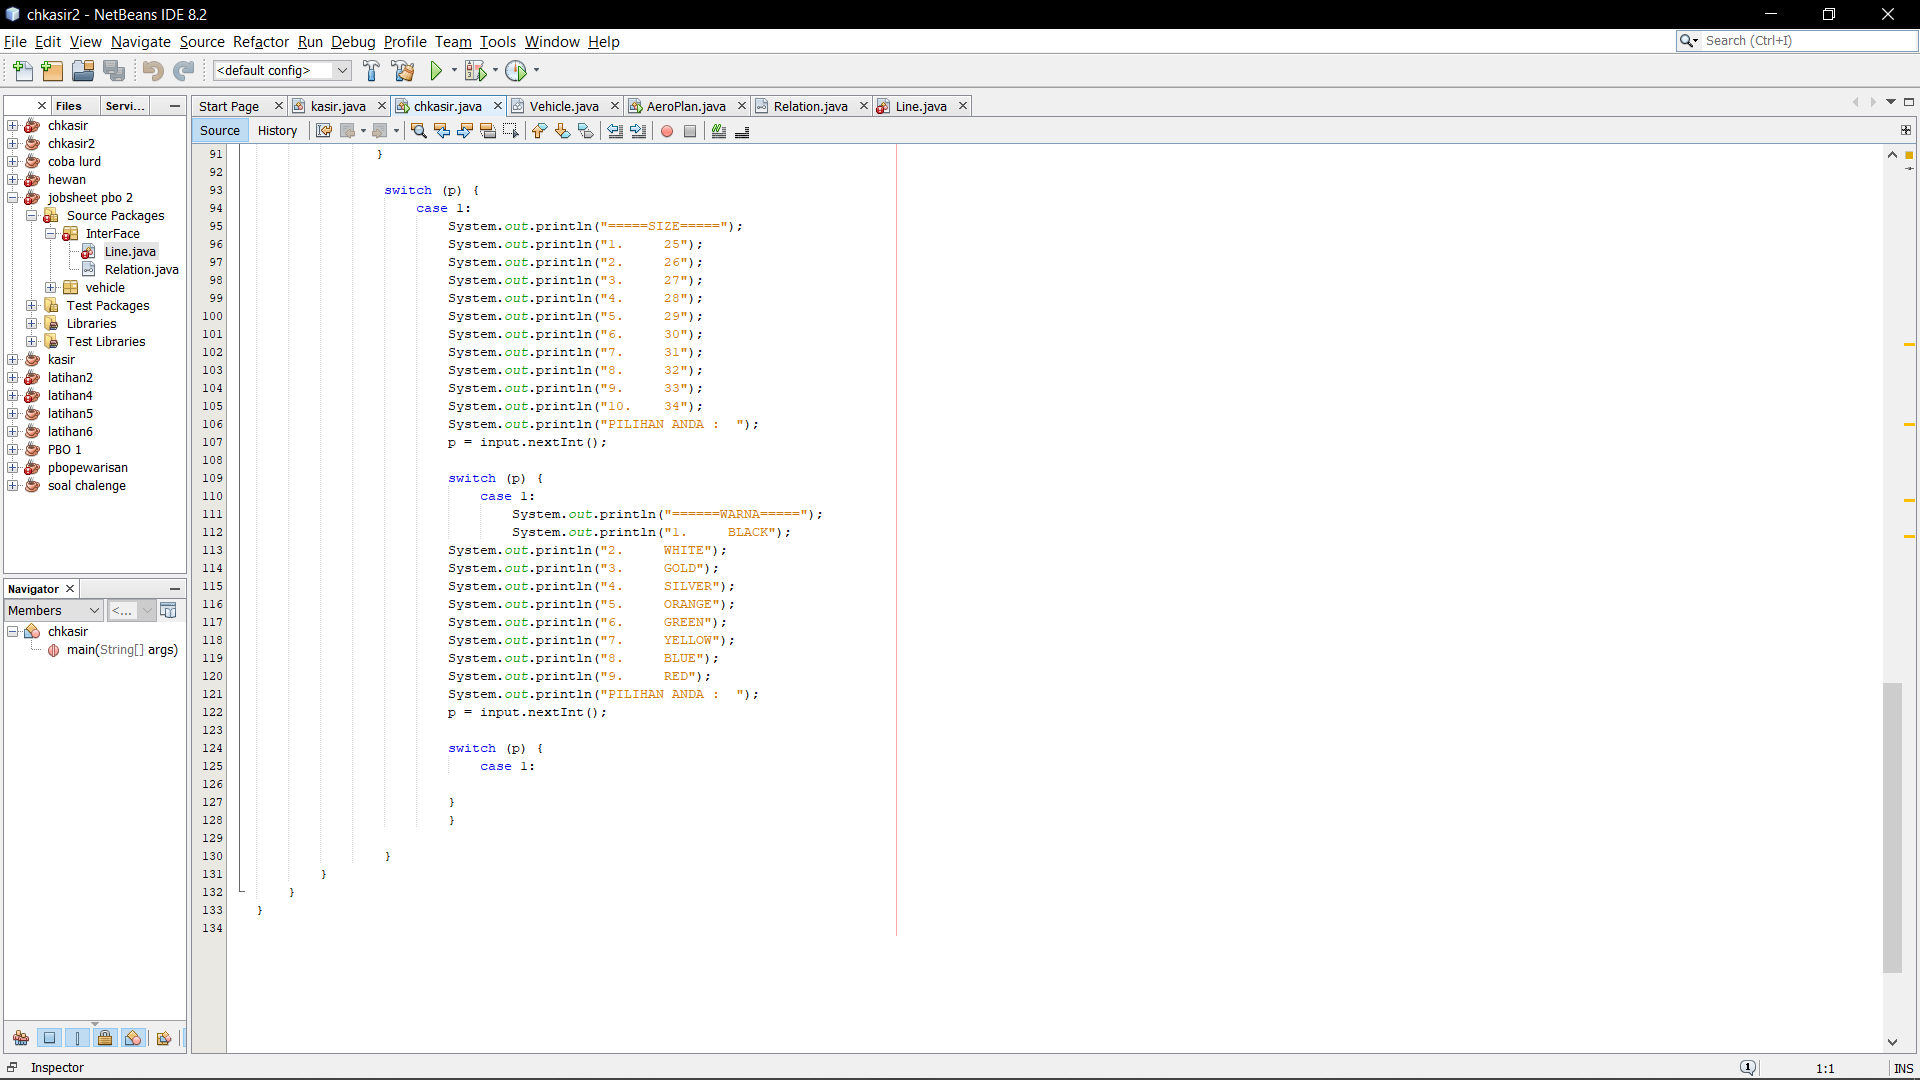 chkasir2 - NetBeans IDE 8.2
File Edit View Navigate Source Refactor Run Debug Profile Team Tools Window Help
Search (Ctrl+I)
<default config>
Files Servi...
Start Page kasir.java chkasir.java Vehicle.java AeroPlan.java Relation.java Line.java
Source History
chkasir
chkasir2
coba lurd
hewan
jobsheet pbo 2
Source Packages
InterFace
Line.java
Relation.java
vehicle
Test Packages
Libraries
Test Libraries
kasir
latihan2
latihan4
latihan5
latihan6
PBO 1
pbopewarisan
soal chalenge
Navigator
Members <...
chkasir
main(String[] args)
91 }
92
93 switch (p) {
94 case 1:
95 System.out.println("=====SIZE=====");
96 System.out.println("1.     25");
97 System.out.println("2.     26");
98 System.out.println("3.     27");
99 System.out.println("4.     28");
100 System.out.println("5.     29");
101 System.out.println("6.     30");
102 System.out.println("7.     31");
103 System.out.println("8.     32");
104 System.out.println("9.     33");
105 System.out.println("10.    34");
106 System.out.println("PILIHAN ANDA :  ");
107 p = input.nextInt();
108
109 switch (p) {
110 case 1:
111 System.out.println("======WARNA=====");
112 System.out.println("1.     BLACK");
113 System.out.println("2.     WHITE");
114 System.out.println("3.     GOLD");
115 System.out.println("4.     SILVER");
116 System.out.println("5.     ORANGE");
117 System.out.println("6.     GREEN");
118 System.out.println("7.     YELLOW");
119 System.out.println("8.     BLUE");
120 System.out.println("9.     RED");
121 System.out.println("PILIHAN ANDA :  ");
122 p = input.nextInt();
123
124 switch (p) {
125 case 1:
126
127 }
128 }
129
130 }
131 }
132 }
133 }
134
Inspector
1
1:1 INS